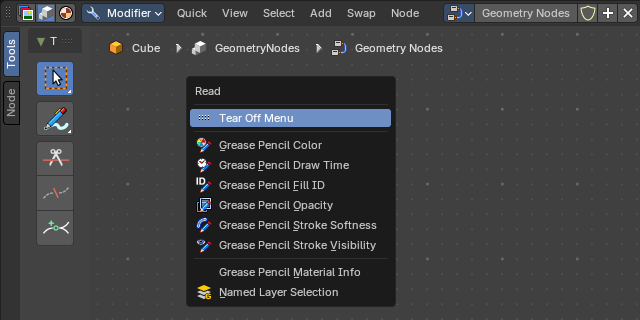 Modifier Quick View Select Add Swap Node Geometry Nodes
Cube GeometryNodes Geometry Nodes
T
Tools
Node
Read
Tear Off Menu
Grease Pencil Color
Grease Pencil Draw Time
Grease Pencil Fill ID
Grease Pencil Opacity
Grease Pencil Stroke Softness
Grease Pencil Stroke Visibility
Grease Pencil Material Info
Named Layer Selection